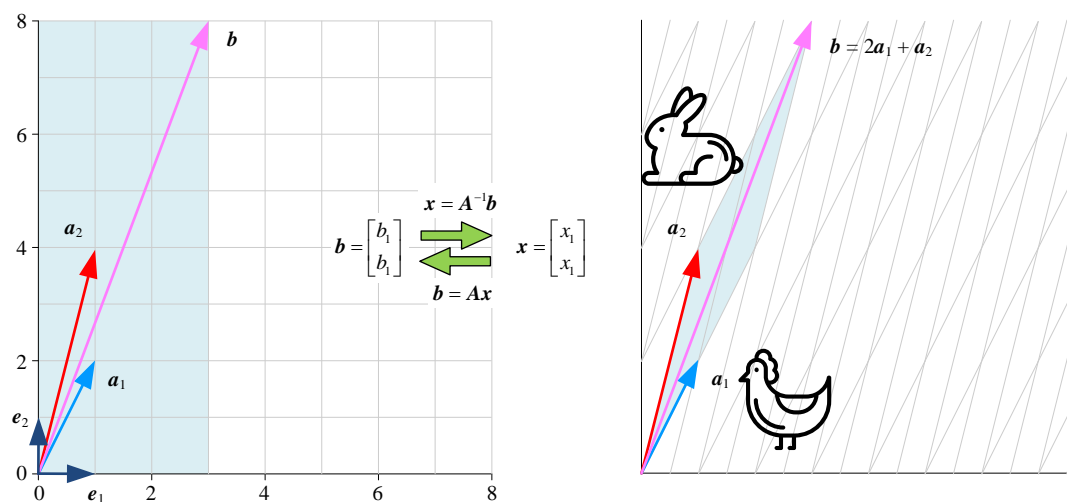 8
b
b = 2a₁ + a₂
6
x = A⁻¹b
a₂
a₂
4
b = [b₁ b₁]
x = [x₁ x₁]
b = Ax
2
a₁
a₁
e₂
0
0
e₁
2
4
6
8